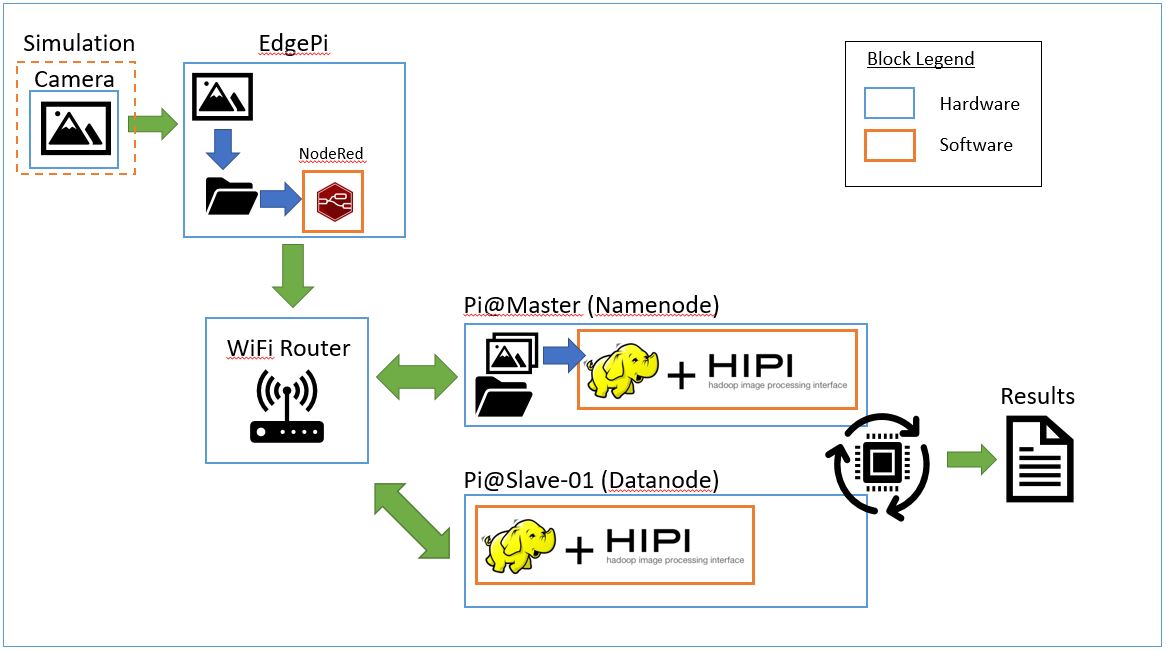 Simulation
Camera
EdgePi
NodeRed
Block Legend
Hardware
Software
WiFi Router
Pi@Master (Namenode)
+ HIPI
hadoop image processing interface
Pi@Slave-01 (Datanode)
+ HIPI
hadoop image processing interface
Results